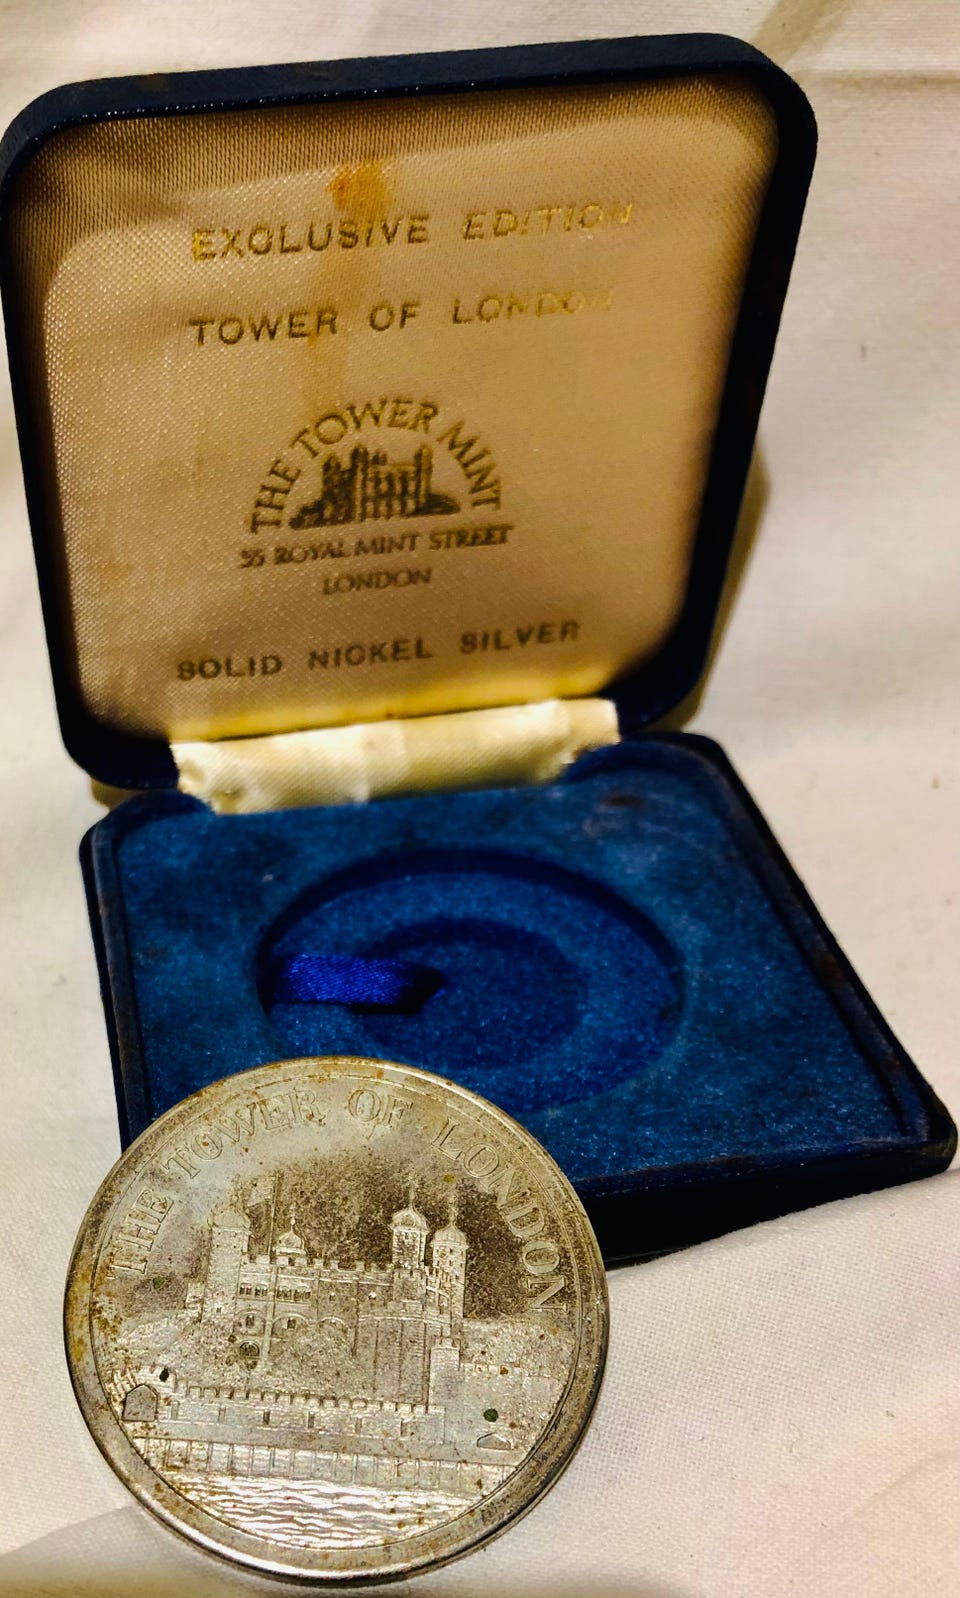 EXCLUSIVE EDITION
TOWER OF LONDON
THE TOWER MINT
55 ROYAL MINT STREET
LONDON
SOLID NICKEL SILVER
THE TOWER OF LONDON